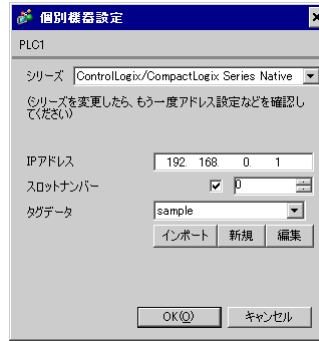 個別機器設定
PLC1
シリーズ ControlLogix/CompactLogix Series Native
(シリーズを変更したら、もう一度アドレス設定などを確認し
てください)
IPアドレス 192. 168. 0. 1
スロットナンバー 0
タグデータ sample
インポート 新規 編集
OK(O) キャンセル